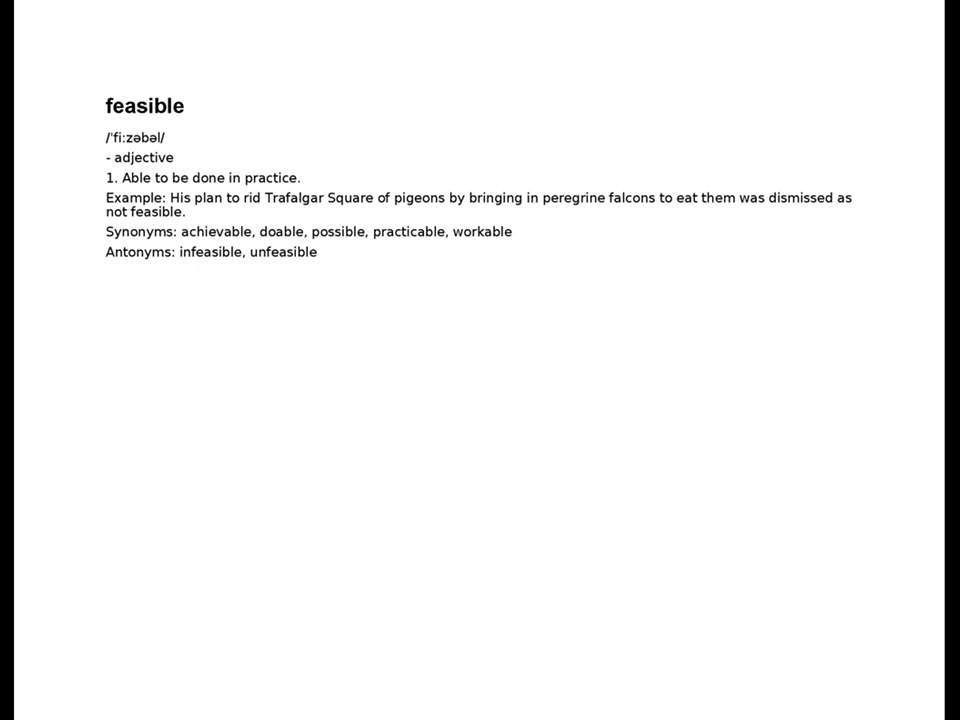 feasible
/ˈfiːzəbəl/
- adjective
1. Able to be done in practice.
Example: His plan to rid Trafalgar Square of pigeons by bringing in peregrine falcons to eat them was dismissed as
not feasible.
Synonyms: achievable, doable, possible, practicable, workable
Antonyms: infeasible, unfeasible